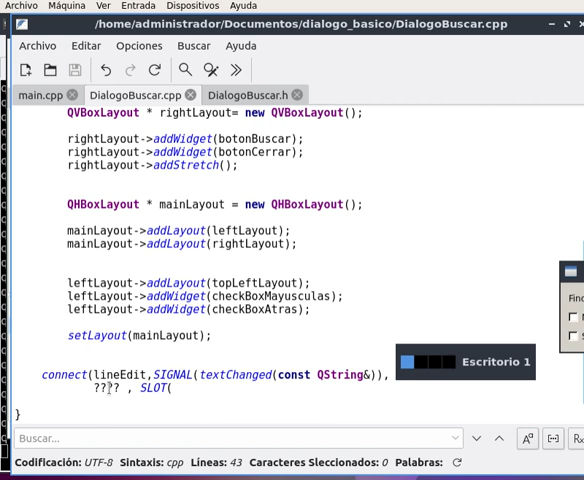 Archivo Máquina Ver Entrada Dispositivos Ayuda
/home/administrador/Documentos/dialogo_basico/DialogoBuscar.cpp
Archivo Editar Opciones Buscar Ayuda
main.cpp DialogoBuscar.cpp DialogoBuscar.h
QVBoxLayout * rightLayout= new QVBoxLayout();
rightLayout->addWidget(botonBuscar);
rightLayout->addWidget(botonCerrar);
rightLayout->addStretch();
QHBoxLayout * mainLayout = new QHBoxLayout();
mainLayout->addLayout(leftLayout);
mainLayout->addLayout(rightLayout);
leftLayout->addLayout(topLeftLayout);
leftLayout->addWidget(checkBoxMayusculas);
leftLayout->addWidget(checkBoxAtras);
setLayout(mainLayout);
Find
Escritorio 1
connect(lineEdit,SIGNAL(textChanged(const QString&)),
???? , SLOT(
}
Buscar...
Codificación: UTF-8 Sintaxis: cpp Líneas: 43 Caracteres Sleccionados: 0 Palabras: